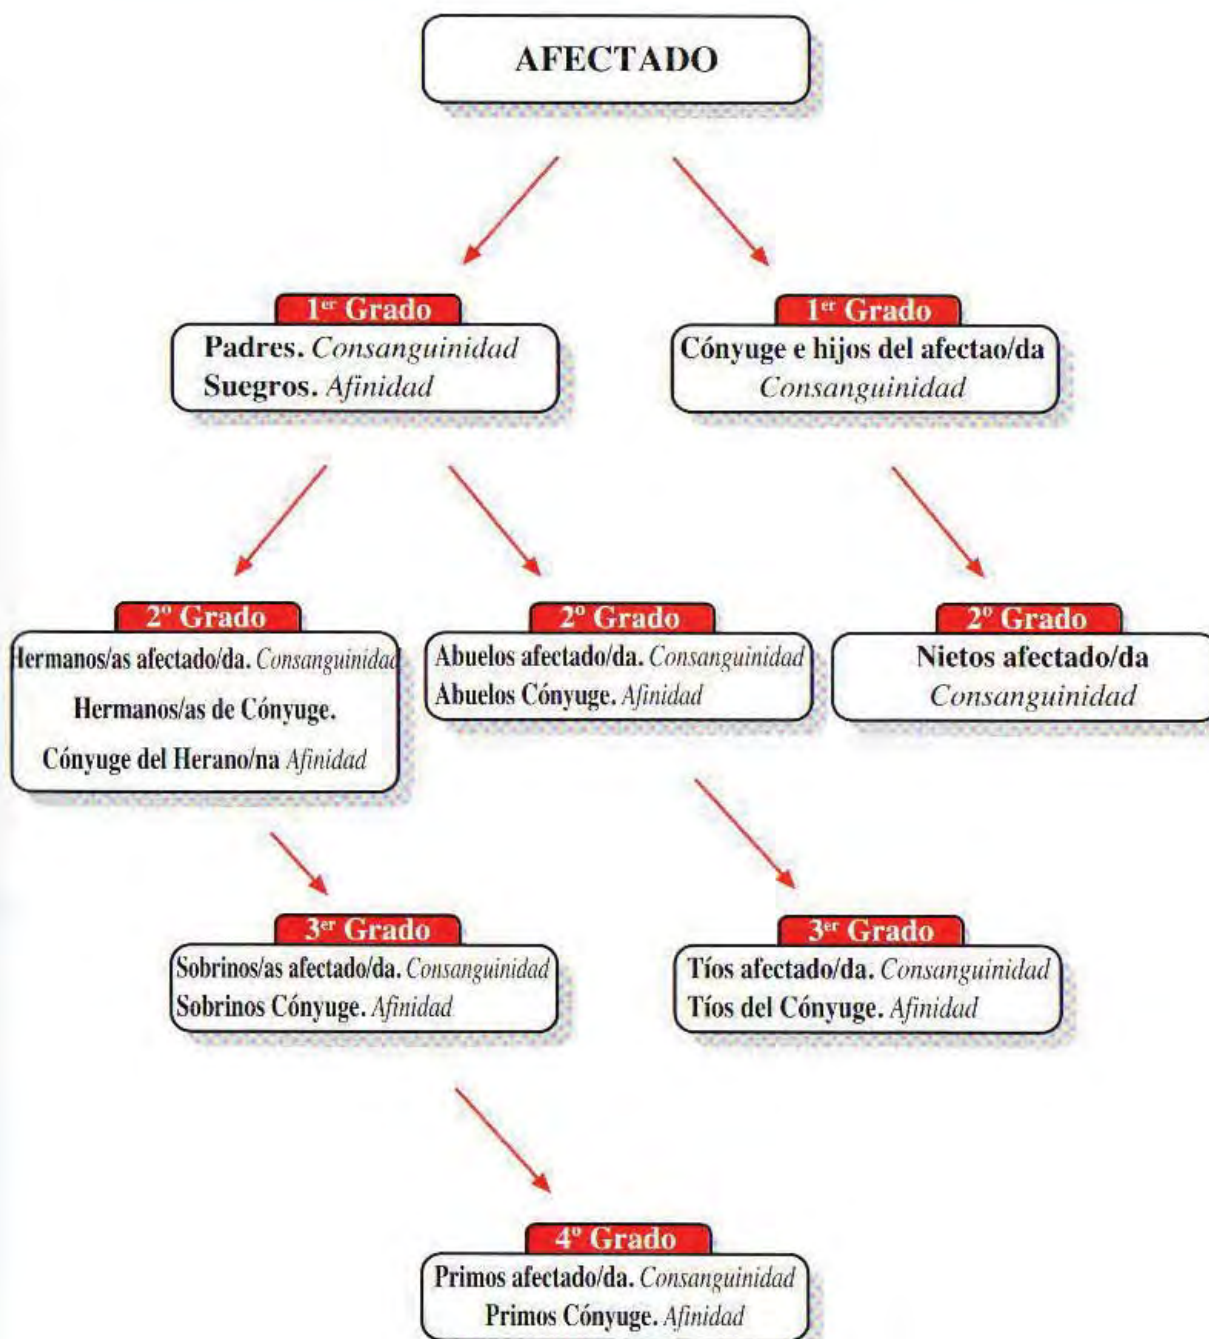 AFECTADO
1er Grado
Padres. Consanguinidad
Suegros. Afinidad
1er Grado
Cónyuge e hijos del afectao/da
Consanguinidad
2º Grado
Hermanos/as afectado/da. Consanguinidad
Hermanos/as de Cónyuge.
Cónyuge del Herano/na Afinidad
2º Grado
Abuelos afectado/da. Consanguinidad
Abuelos Cónyuge. Afinidad
2º Grado
Nietos afectado/da
Consanguinidad
3er Grado
Sobrinos/as afectado/da. Consanguinidad
Sobrinos Cónyuge. Afinidad
3er Grado
Tíos afectado/da. Consanguinidad
Tíos del Cónyuge. Afinidad
4º Grado
Primos afectado/da. Consanguinidad
Primos Cónyuge. Afinidad